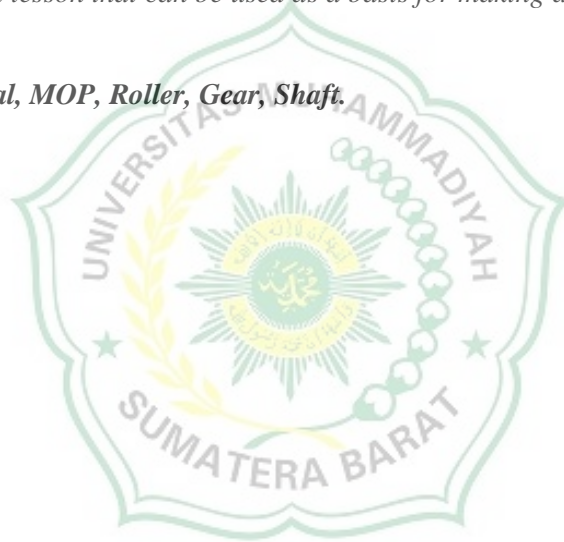 lesson that can be used as a basis for making a
al, MOP, Roller, Gear, Shaft.
UNIVERSITAS MUHAMMADIYAH
SUMATERA BARAT